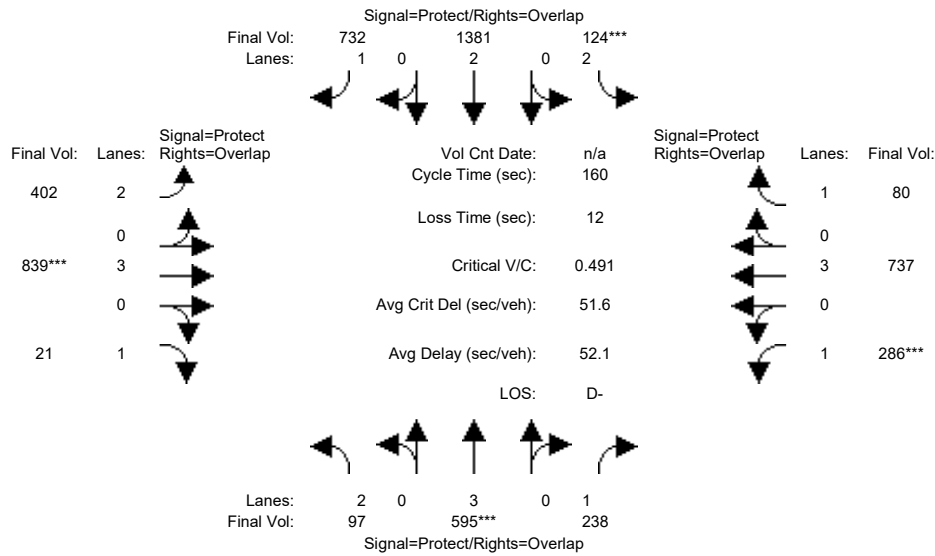 Signal=Protect/Rights=Overlap
Final Vol: 732 1381 124***
Lanes: 1 0 2 0 2
Signal=Protect Signal=Protect
Final Vol: Lanes: Rights=Overlap Vol Cnt Date: n/a Rights=Overlap Lanes: Final Vol:
Cycle Time (sec): 160
402 2 1 80
Loss Time (sec): 12
0 0
839*** 3 Critical V/C: 0.491 3 737
0 Avg Crit Del (sec/veh): 51.6 0
21 1 Avg Delay (sec/veh): 52.1 1 286***
LOS: D-
Lanes: 2 0 3 0 1
Final Vol: 97 595*** 238
Signal=Protect/Rights=Overlap